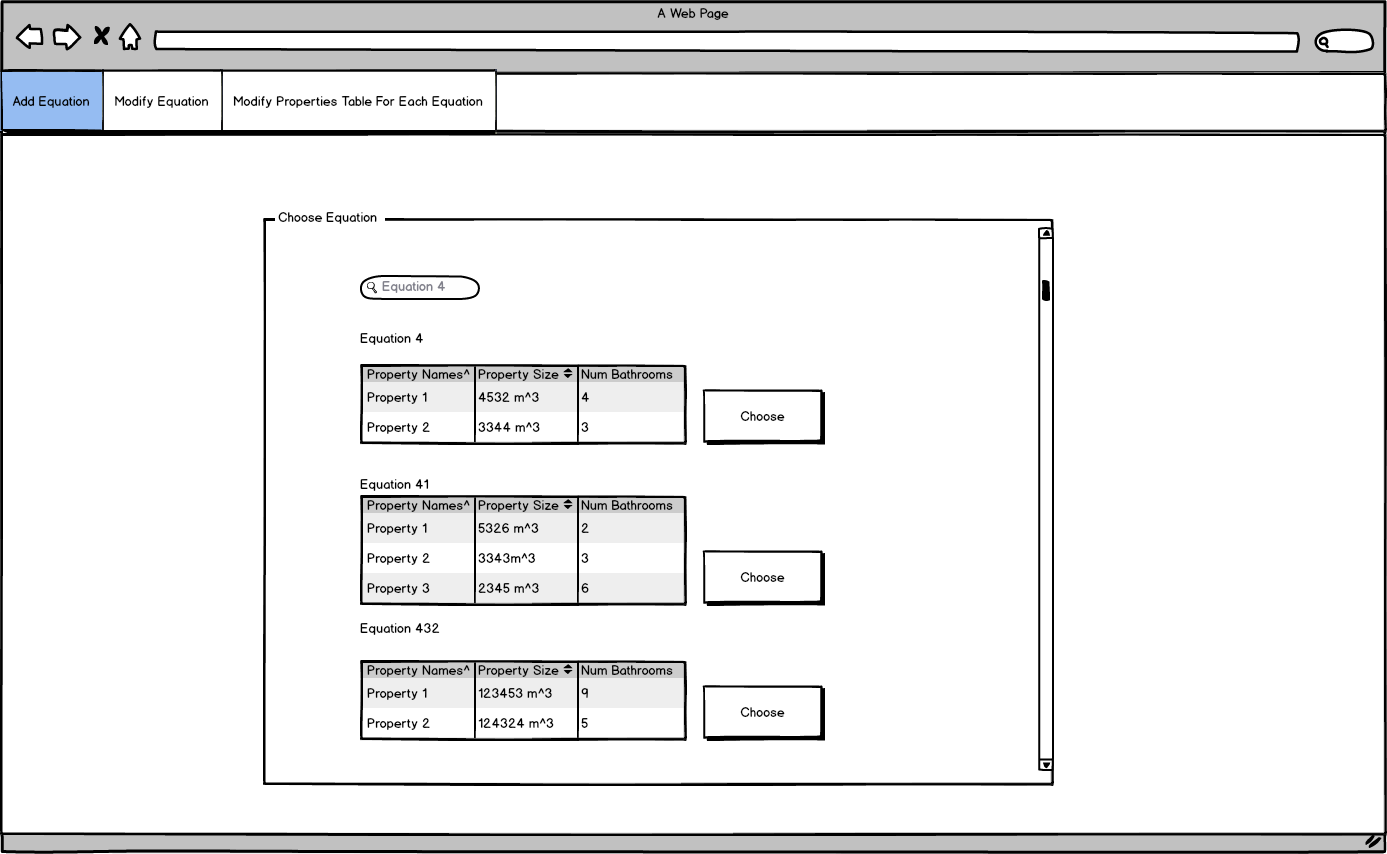 A Web Page
Add Equation Modify Equation Modify Properties Table For Each Equation
Choose Equation
Equation 4
Equation 4
Property Names^ Property Size Num Bathrooms
Property 1 4532 m^3 4
Choose
Property 2 3344 m^3 3
Equation 41
Property Names^ Property Size Num Bathrooms
Property 1 5326 m^3 2
Property 2 3343m^3 3
Choose
Property 3 2345 m^3 6
Equation 432
Property Names^ Property Size Num Bathrooms
Property 1 123453 m^3 9
Choose
Property 2 124324 m^3 5